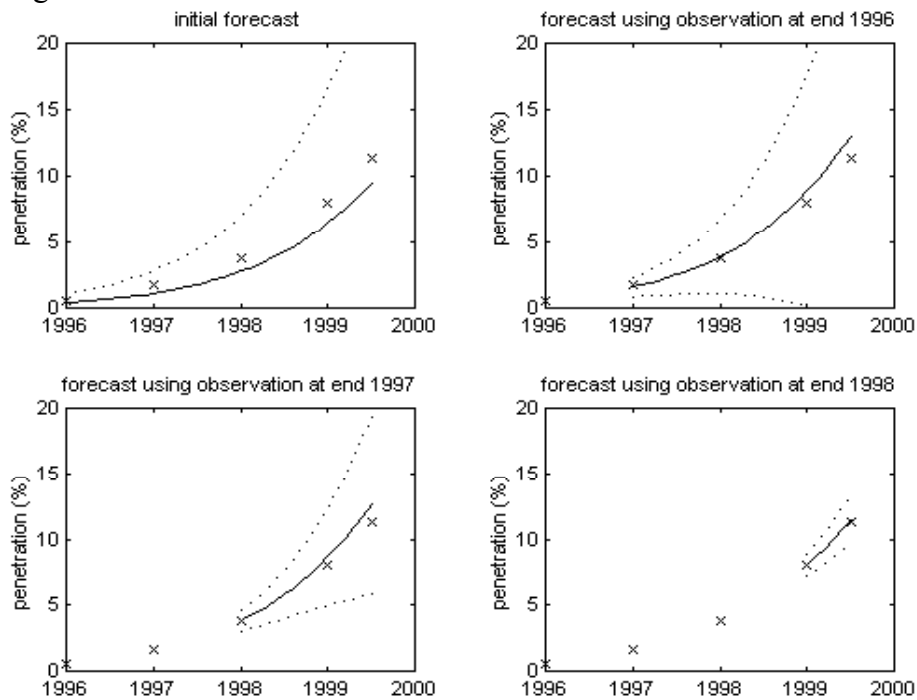 initial forecast
20
15
10
5
0
penetration (%)
1996 1997 1998 1999 2000
forecast using observation at end 1996
20
15
10
5
0
penetration (%)
1996 1997 1998 1999 2000
forecast using observation at end 1997
20
15
10
5
0
penetration (%)
1996 1997 1998 1999 2000
forecast using observation at end 1998
20
15
10
5
0
penetration (%)
1996 1997 1998 1999 2000